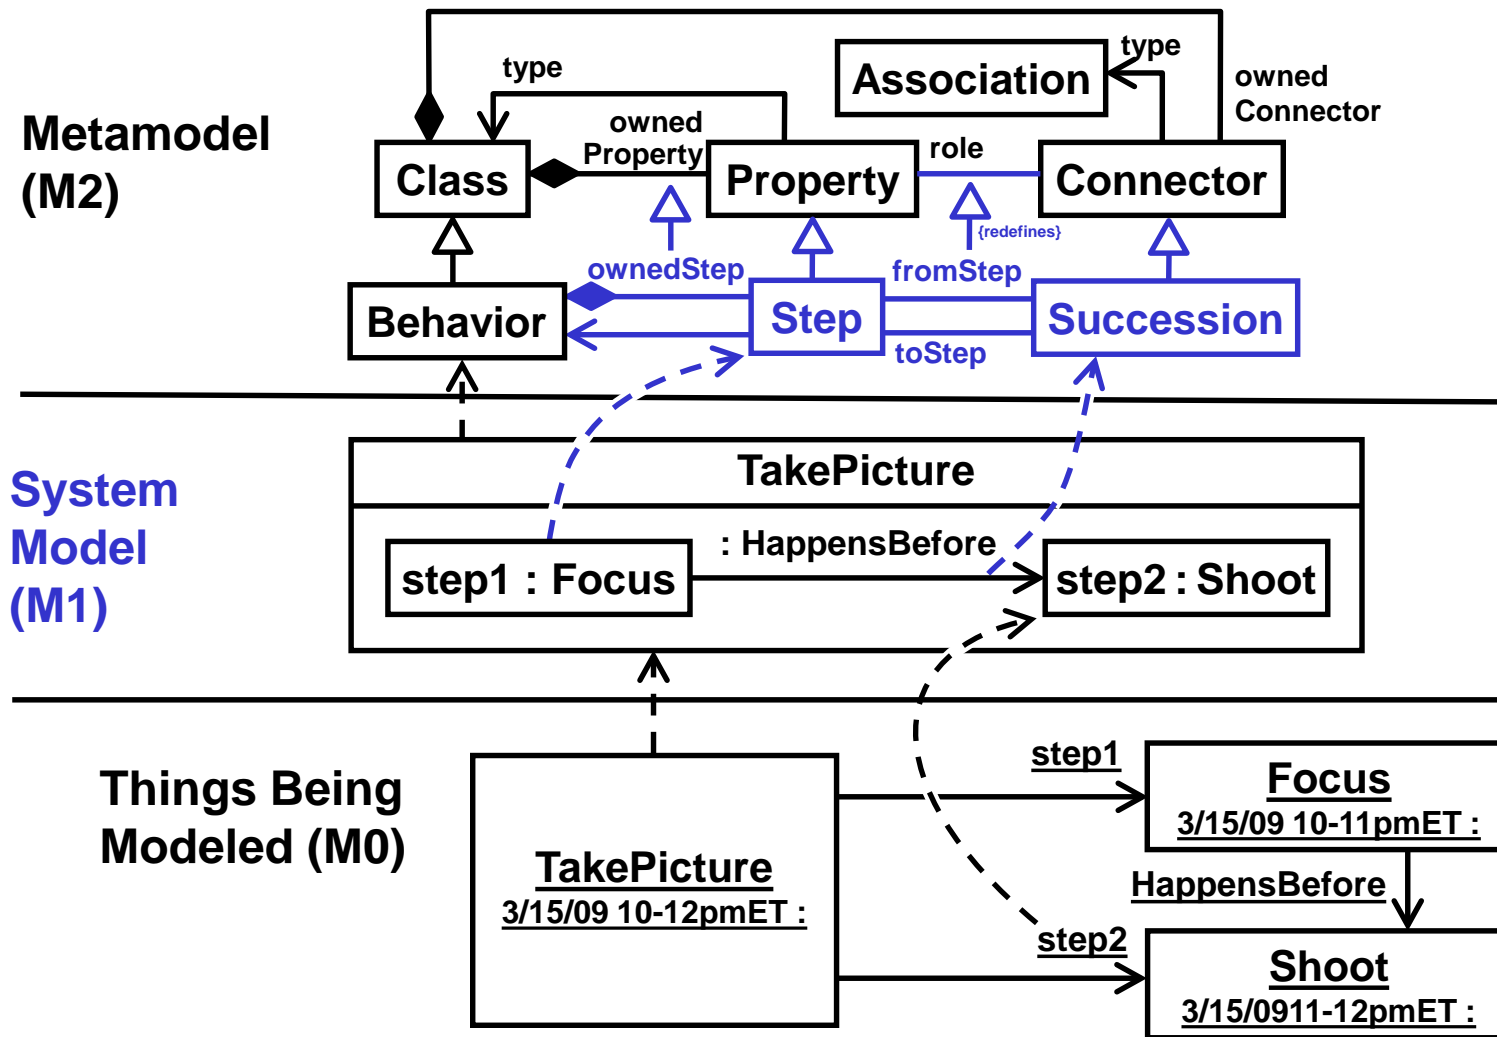 Metamodel
(M2)
type
type
Association
owned
Connector
owned
Property
role
Class
Property
Connector
{redefines}
ownedStep
fromStep
Behavior
Step
Succession
toStep
System
Model
(M1)
TakePicture
: HappensBefore
step1 : Focus
step2 : Shoot
Things Being
Modeled (M0)
step1
Focus
3/15/09 10-11pmET :
TakePicture
3/15/09 10-12pmET :
HappensBefore
step2
Shoot
3/15/0911-12pmET :